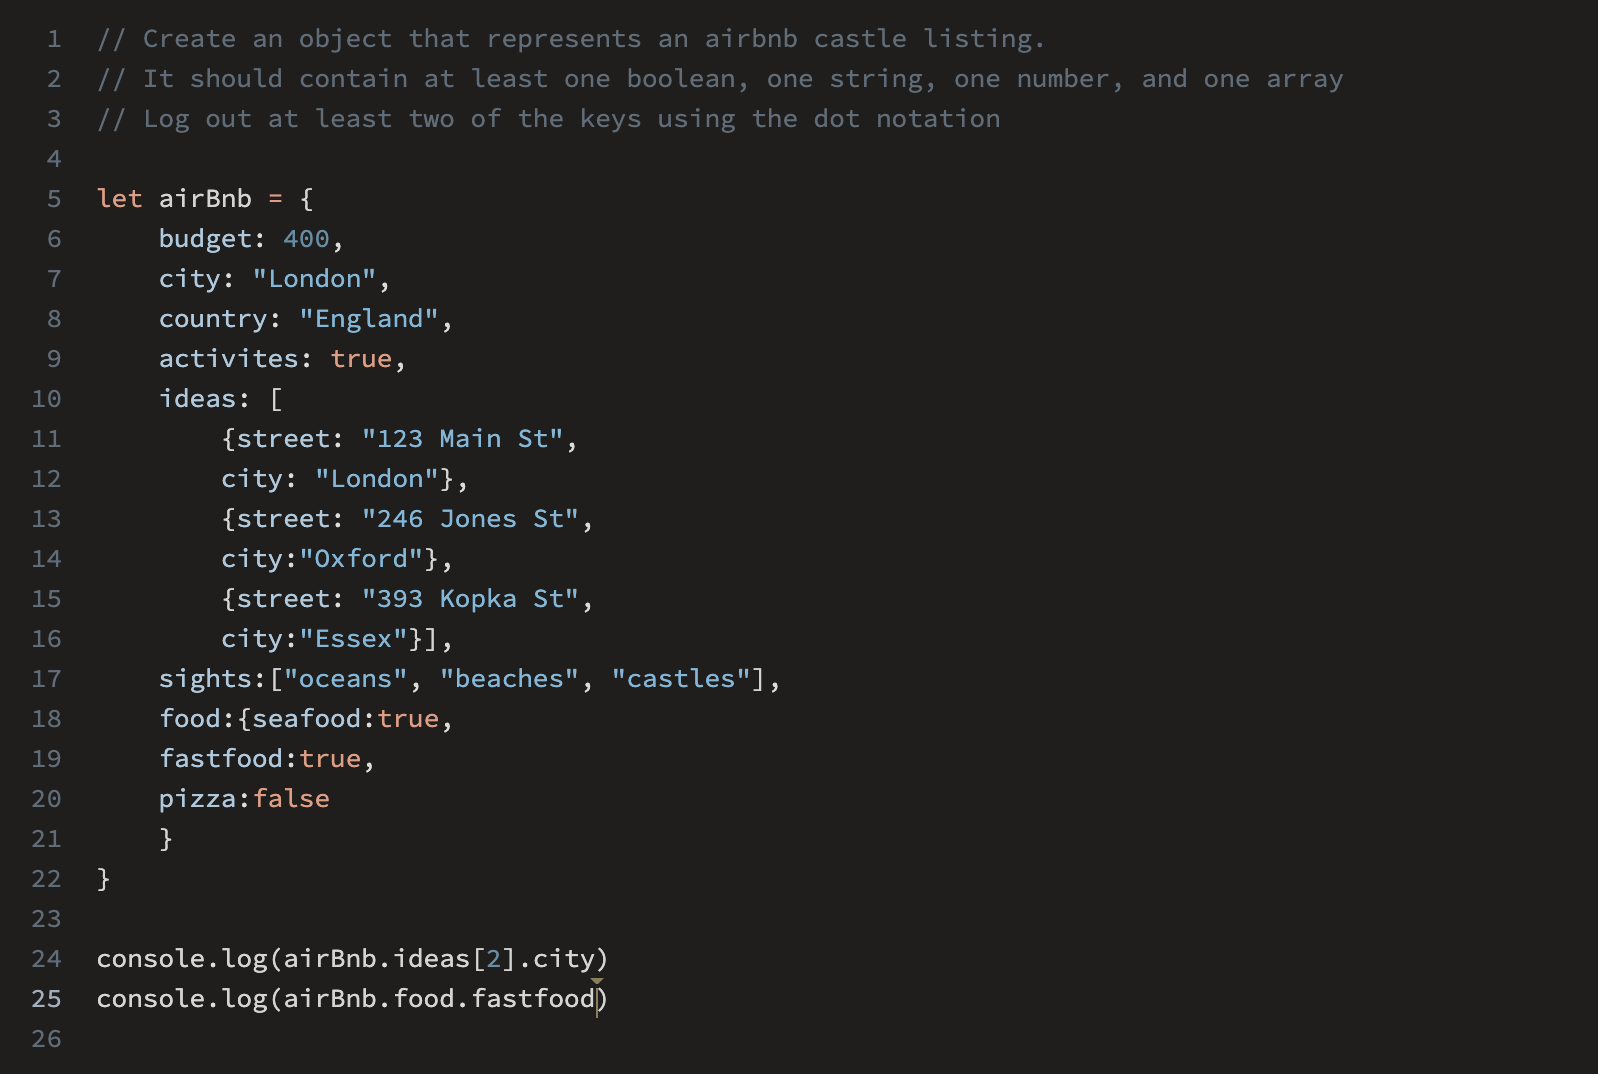 1 // Create an object that represents an airbnb castle listing.
2 // It should contain at least one boolean, one string, one number, and one array
3 // Log out at least two of the keys using the dot notation
4
5 let airBnb = {
6     budget: 400,
7     city: "London",
8     country: "England",
9     activites: true,
10     ideas: [
11         {street: "123 Main St",
12         city: "London"},
13         {street: "246 Jones St",
14         city:"Oxford"},
15         {street: "393 Kopka St",
16         city:"Essex"}],
17     sights:["oceans", "beaches", "castles"],
18     food:{seafood:true,
19     fastfood:true,
20     pizza:false
21     }
22 }
23
24 console.log(airBnb.ideas[2].city)
25 console.log(airBnb.food.fastfood)
26